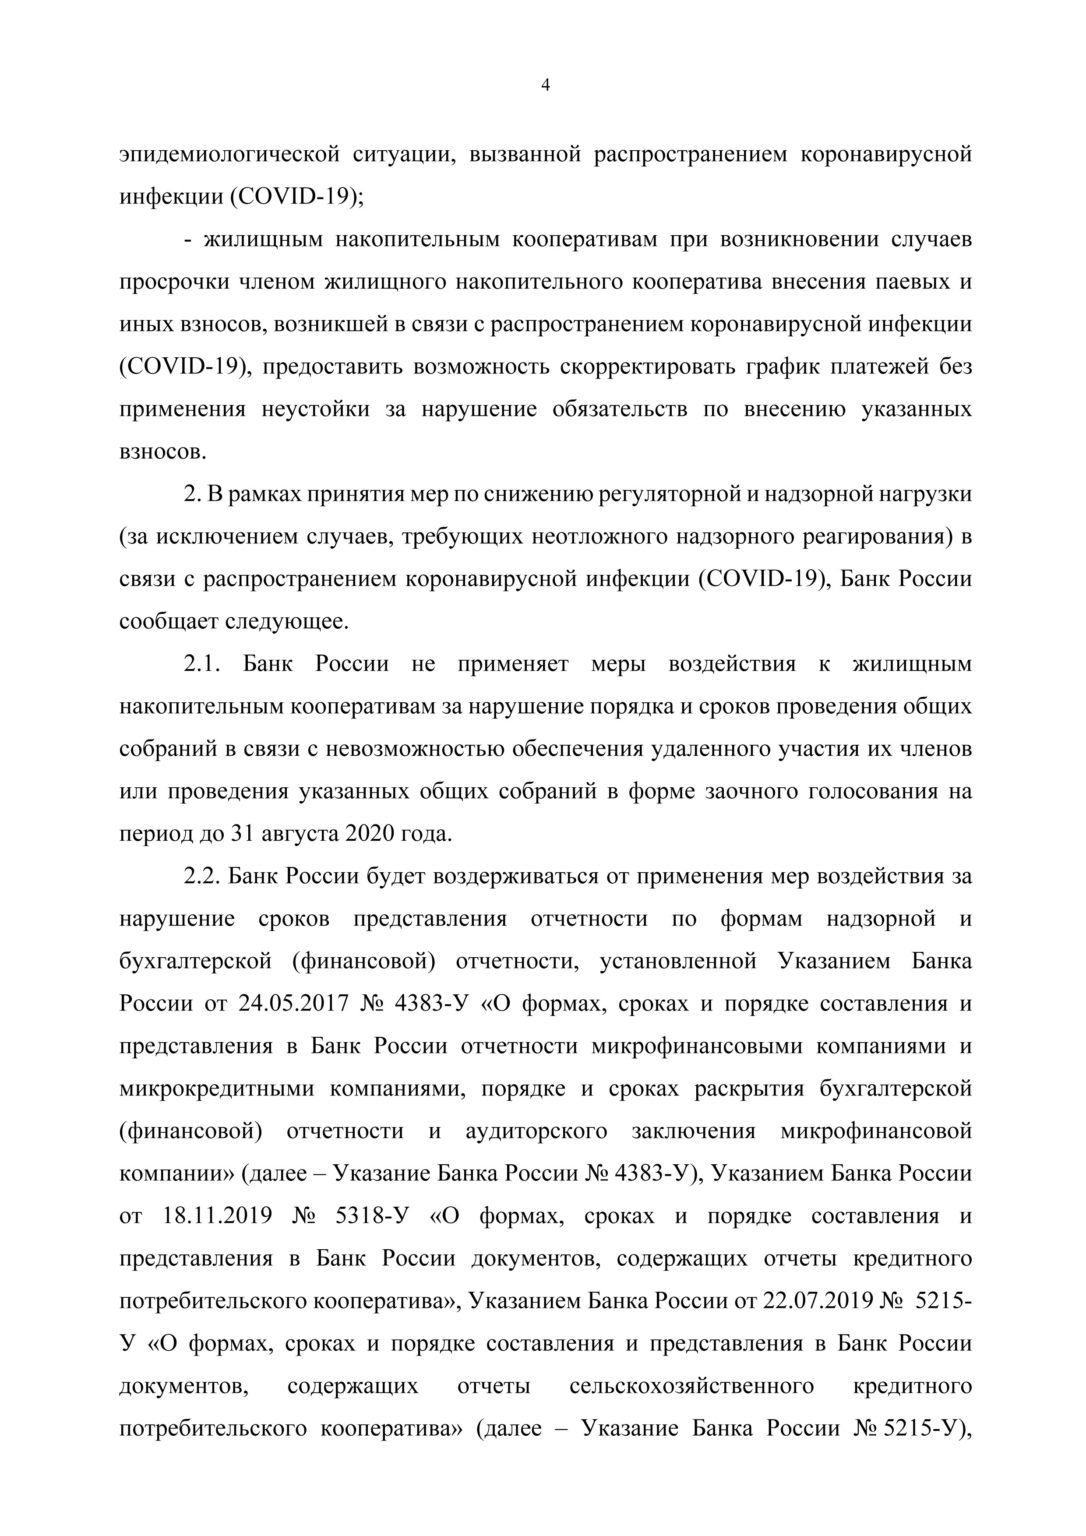 4
эпидемиологической ситуации, вызванной распространением коронавирусной
инфекции (COVID-19);
- жилищным накопительным кооперативам при возникновении случаев
просрочки членом жилищного накопительного кооператива внесения паевых и
иных взносов, возникшей в связи с распространением коронавирусной инфекции
(COVID-19), предоставить возможность скорректировать график платежей без
применения неустойки за нарушение обязательств по внесению указанных
взносов.
2. В рамках принятия мер по снижению регуляторной и надзорной нагрузки
(за исключением случаев, требующих неотложного надзорного реагирования) в
связи с распространением коронавирусной инфекции (COVID-19), Банк России
сообщает следующее.
2.1. Банк России не применяет меры воздействия к жилищным
накопительным кооперативам за нарушение порядка и сроков проведения общих
собраний в связи с невозможностью обеспечения удаленного участия их членов
или проведения указанных общих собраний в форме заочного голосования на
период до 31 августа 2020 года.
2.2. Банк России будет воздерживаться от применения мер воздействия за
нарушение сроков представления отчетности по формам надзорной и
бухгалтерской (финансовой) отчетности, установленной Указанием Банка
России от 24.05.2017 № 4383-У «О формах, сроках и порядке составления и
представления в Банк России отчетности микрофинансовыми компаниями и
микрокредитными компаниями, порядке и сроках раскрытия бухгалтерской
(финансовой) отчетности и аудиторского заключения микрофинансовой
компании» (далее – Указание Банка России № 4383-У), Указанием Банка России
от 18.11.2019 № 5318-У «О формах, сроках и порядке составления и
представления в Банк России документов, содержащих отчеты кредитного
потребительского кооператива», Указанием Банка России от 22.07.2019 № 5215-
У «О формах, сроках и порядке составления и представления в Банк России
документов, содержащих отчеты сельскохозяйственного кредитного
потребительского кооператива» (далее – Указание Банка России № 5215-У),